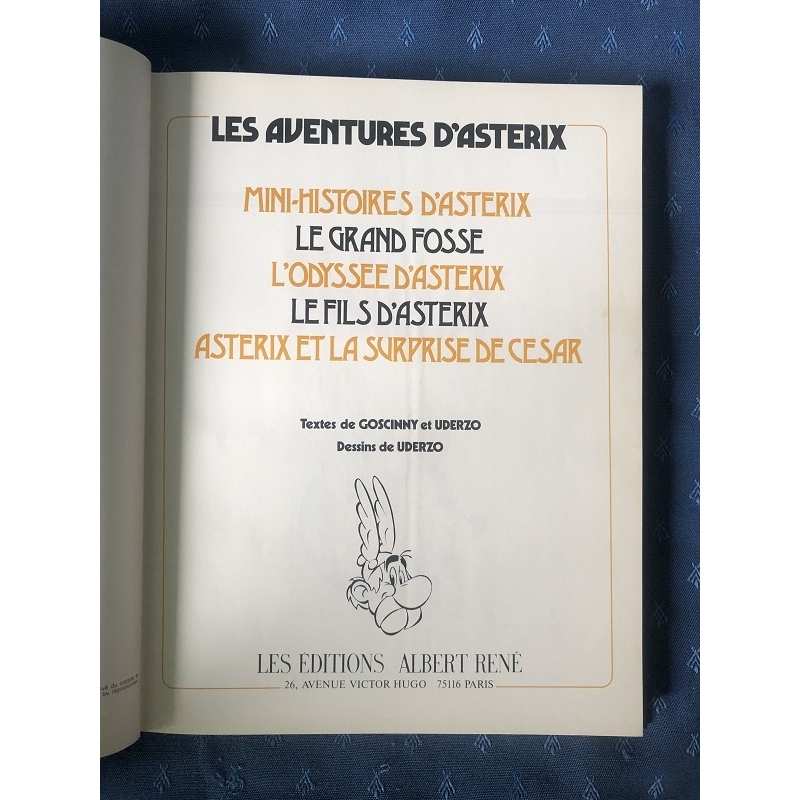 LES AVENTURES D'ASTERIX
MINI-HISTOIRES D'ASTERIX
LE GRAND FOSSE
L'ODYSSEE D'ASTERIX
LE FILS D'ASTERIX
ASTERIX ET LA SURPRISE DE CESAR
Textes de GOSCINNY et UDERZO
Dessins de UDERZO
LES ÉDITIONS ALBERT RENÉ
26, AVENUE VICTOR HUGO 75116 PARIS